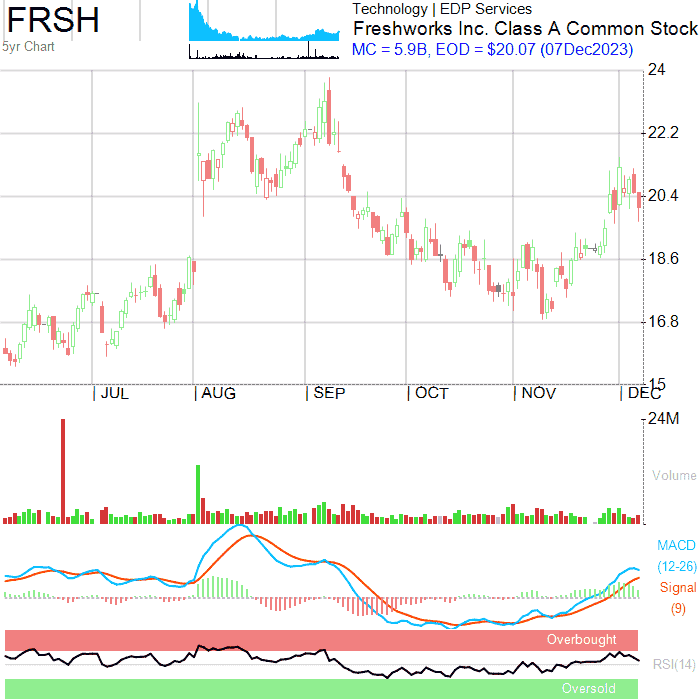 FRSH
5yr Chart
Technology | EDP Services
Freshworks Inc. Class A Common Stock
MC = 5.9B, EOD = $20.07 (07Dec2023)
24
22.2
20.4
18.6
16.8
15
JUL
AUG
SEP
OCT
NOV
DEC
24M
Volume
MACD
(12-26)
Signal
(9)
Overbought
RSI(14)
Oversold